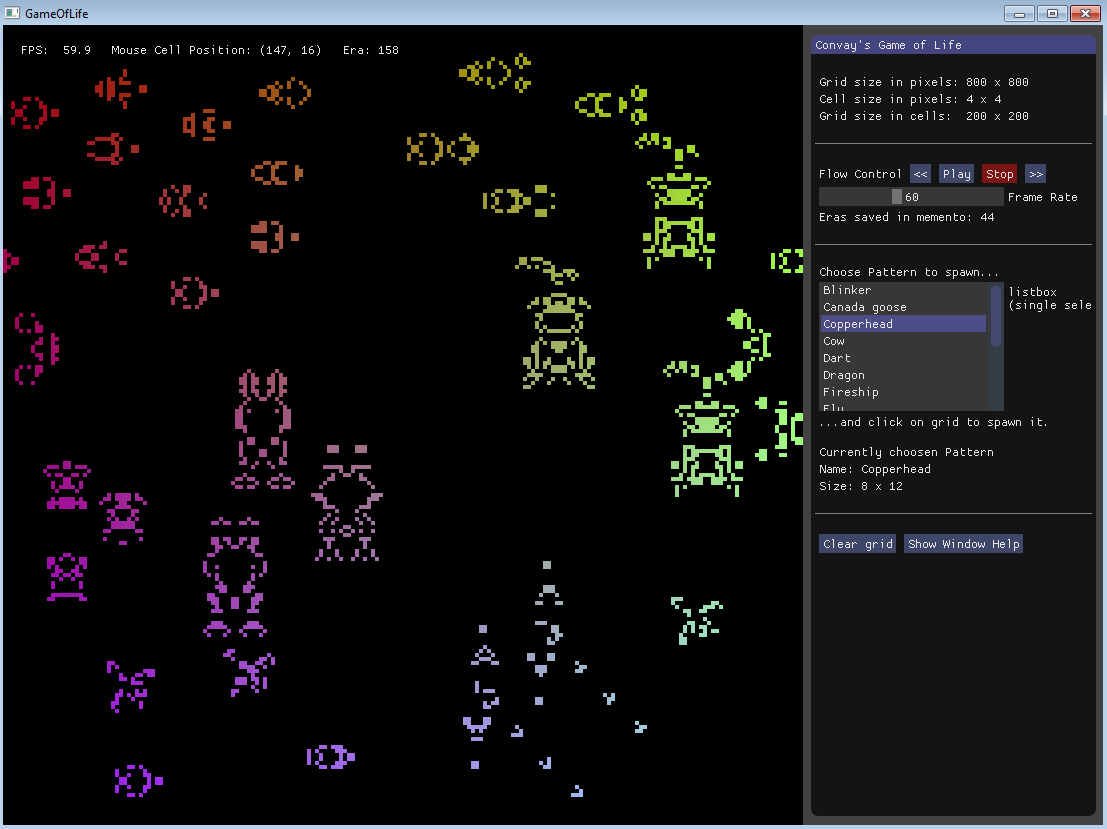 GameOfLife
FPS:  59.9   Mouse Cell Position: (147, 16)   Era: 158
Convay's Game of Life
Grid size in pixels: 800 x 800
Cell size in pixels: 4 x 4
Grid size in cells:  200 x 200
Flow Control << Play Stop >>
60 Frame Rate
Eras saved in memento: 44
Choose Pattern to spawn...
Blinker
listbox
Canada goose
(single sele
Copperhead
Cow
Dart
Dragon
Fireship
Fly
...and click on grid to spawn it.
Currently choosen Pattern
Name: Copperhead
Size: 8 x 12
Clear grid Show Window Help